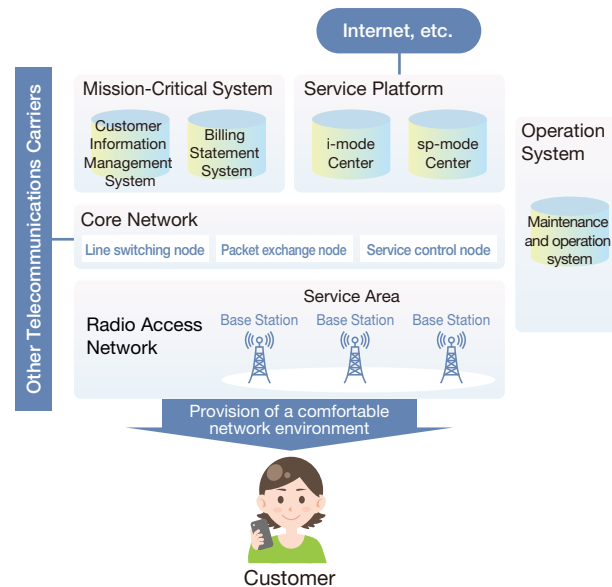 Internet, etc.
Other Telecommunications Carriers
Mission-Critical System
Customer
Information
Management
System
Billing
Statement
System
Service Platform
i-mode
Center
sp-mode
Center
Operation
System
Maintenance
and operation
system
Core Network
Line switching node
Packet exchange node
Service control node
Radio Access
Network
Service Area
Base Station
Base Station
Base Station
Provision of a comfortable
network environment
Customer